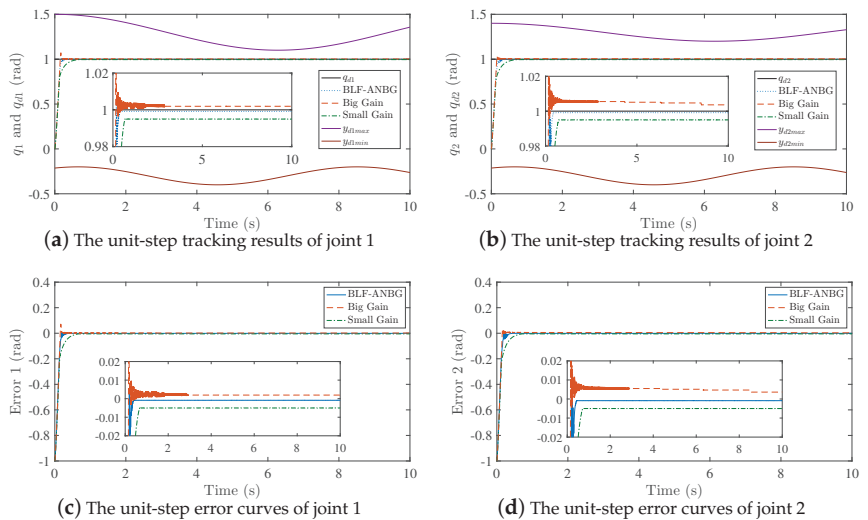 1.5
1
0.5
0
-0.5
q1 and qd1 (rad)
1.02
1
0.98
0
5
10
qd1
BLF-ANBG
Big Gain
Small Gain
yd1max
yd1min
0
2
4
6
8
10
Time (s)
(a) The unit-step tracking results of joint 1
1.5
1
0.5
0
-0.5
q2 and qd2 (rad)
1.02
1
0.98
0
5
10
qd2
BLF-ANBG
Big Gain
Small Gain
yd2max
yd2min
0
2
4
6
8
10
Time (s)
(b) The unit-step tracking results of joint 2
0.4
0.2
0
-0.2
-0.4
-0.6
-0.8
-1
Error 1 (rad)
BLF-ANBG
Big Gain
Small Gain
0.02
0.01
0
-0.01
-0.02
0
2
4
6
8
10
0
2
4
6
8
10
Time (s)
(c) The unit-step error curves of joint 1
0.4
0.2
0
-0.2
-0.4
-0.6
-0.8
-1
Error 2 (rad)
BLF-ANBG
Big Gain
Small Gain
0.02
0.01
0
-0.01
-0.02
0
2
4
6
8
10
0
2
4
6
8
10
Time (s)
(d) The unit-step error curves of joint 2